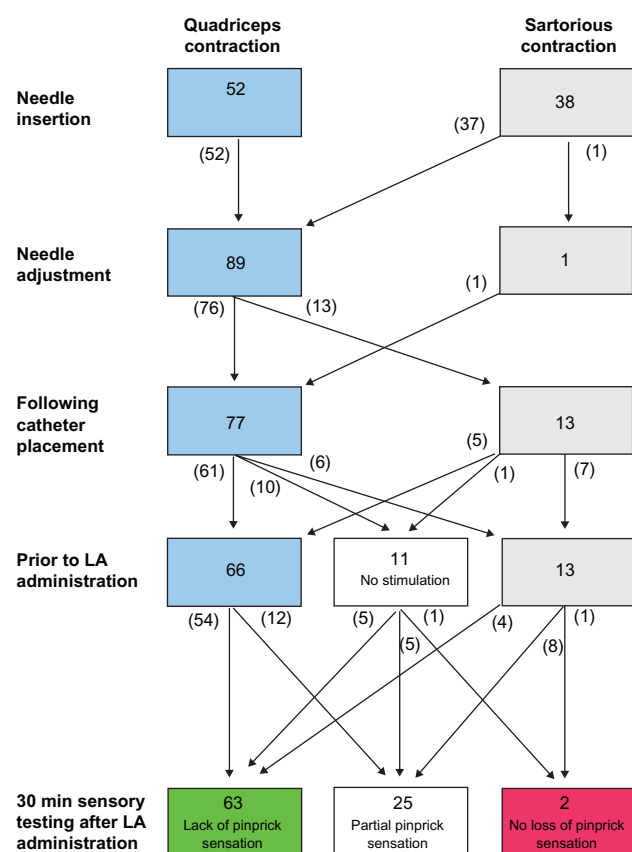 Quadriceps
contraction
Sartorious
contraction
Needle
insertion
52
38
(52)
(37)
(1)
Needle
adjustment
89
1
(76)
(13)
(1)
Following
catheter
placement
77
13
(61)
(10)
(6)
(5)
(1)
(7)
Prior to LA
administration
66
11
No stimulation
13
(54)
(12)
(5)
(5)
(1)
(4)
(8)
(1)
30 min sensory
testing after LA
administration
63
Lack of pinprick
sensation
25
Partial pinprick
sensation
2
No loss of pinprick
sensation